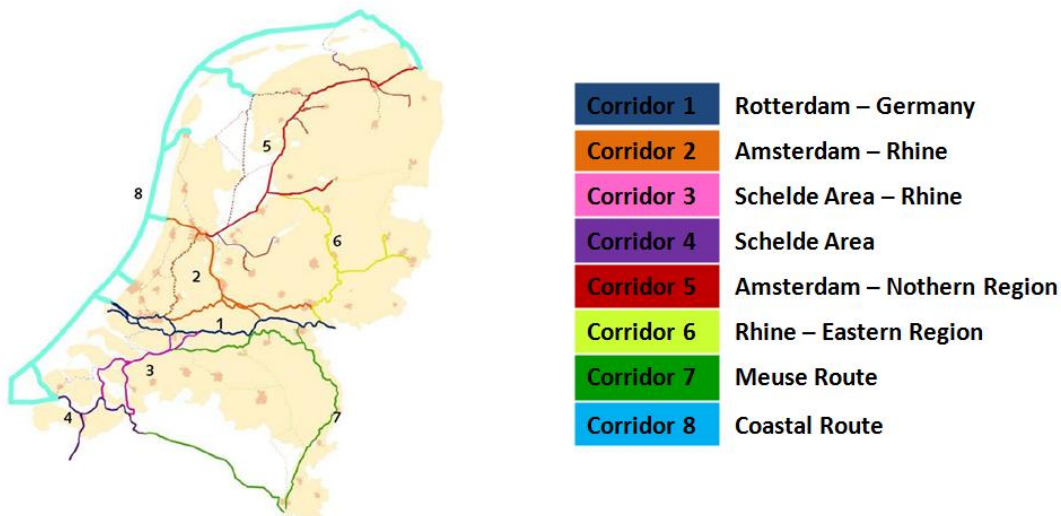 8
5
6
2
1
3
4
7
Corridor 1 Rotterdam – Germany
Corridor 2 Amsterdam – Rhine
Corridor 3 Schelde Area – Rhine
Corridor 4 Schelde Area
Corridor 5 Amsterdam – Nothern Region
Corridor 6 Rhine – Eastern Region
Corridor 7 Meuse Route
Corridor 8 Coastal Route